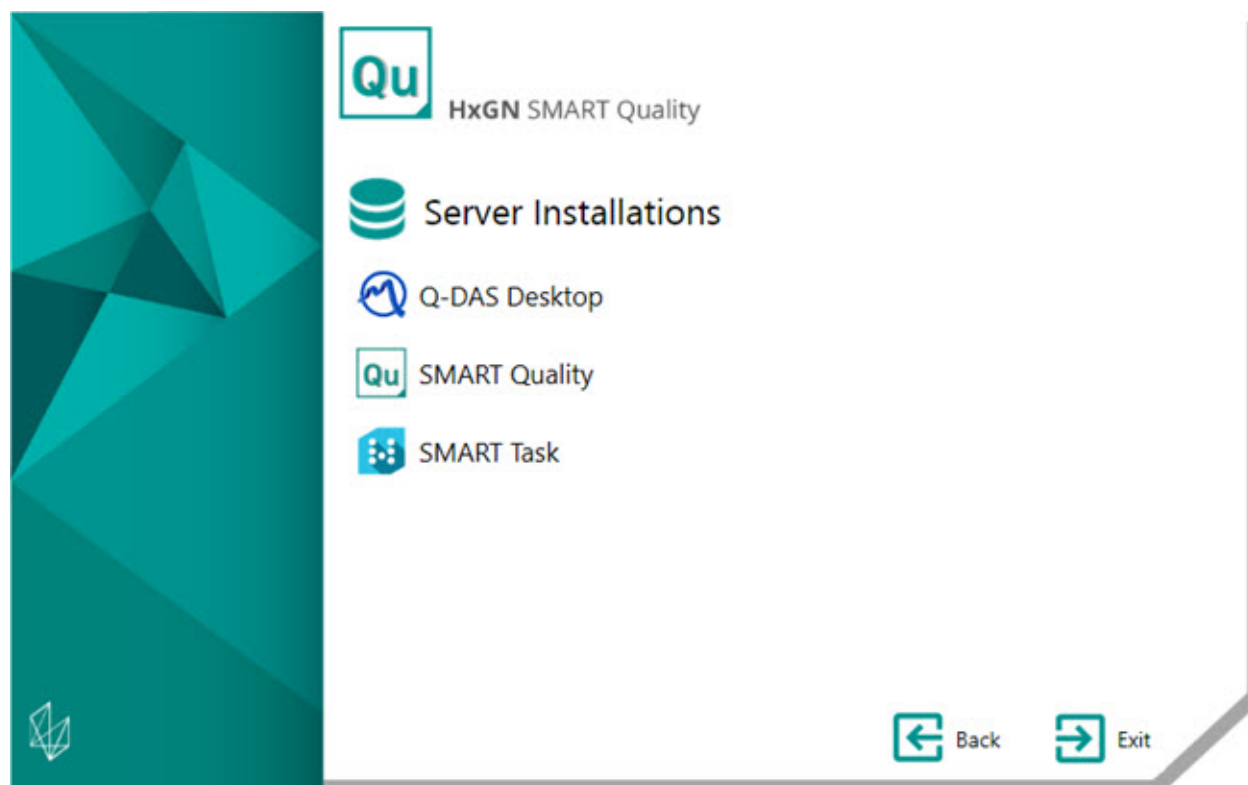 Qu
HxGN SMART Quality
Server Installations
Q-DAS Desktop
Qu SMART Quality
SMART Task
Back Exit